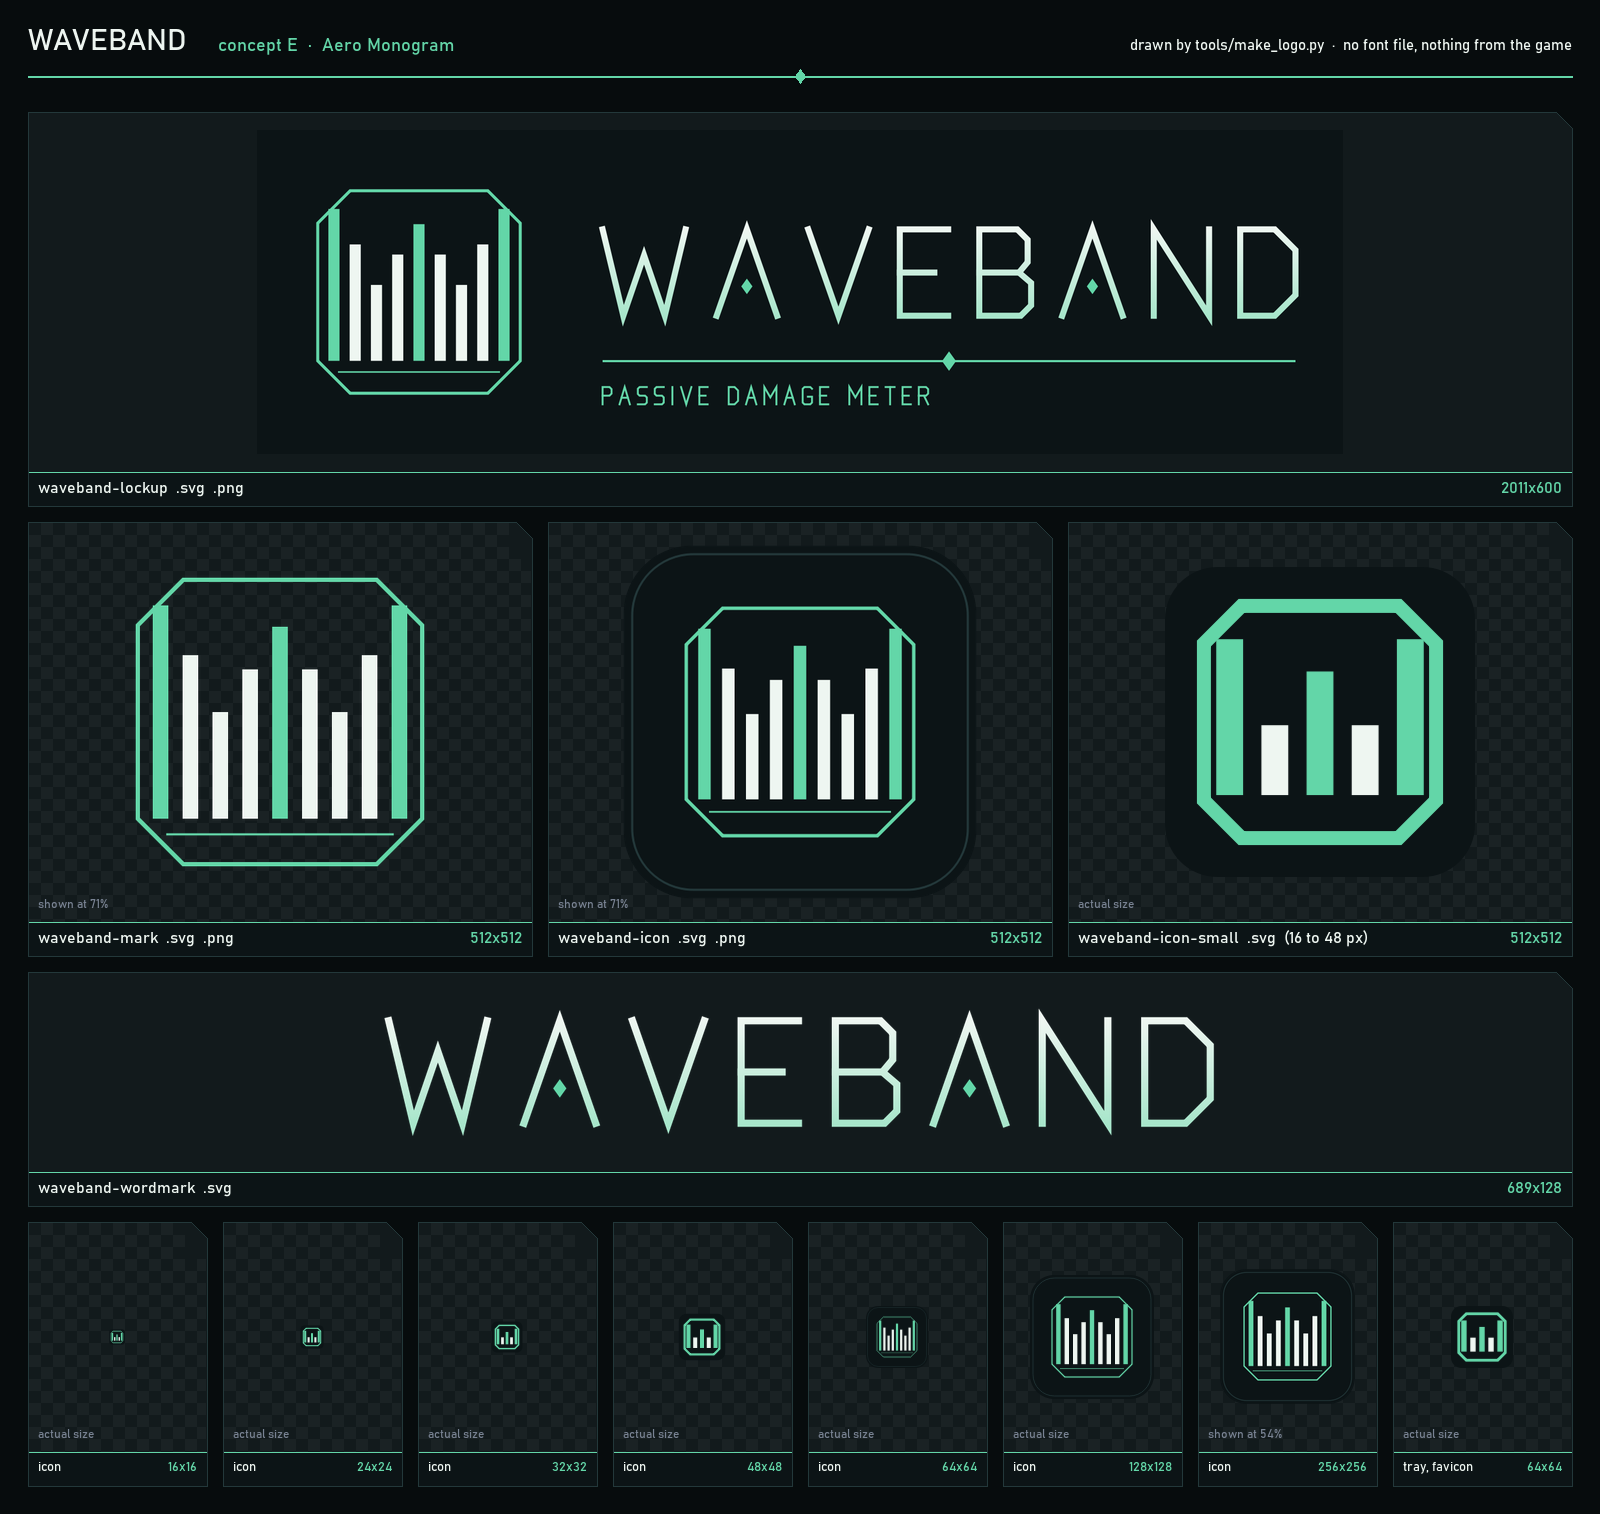 WAVEBAND concept E · Aero Monogram drawn by tools/make_logo.py · no font file, nothing from the game
WAVEBAND
PASSIVE DAMAGE METER
waveband-lockup .svg .png 2011x600
shown at 71% shown at 71% actual size
waveband-mark .svg .png 512x512 waveband-icon .svg .png 512x512 waveband-icon-small .svg (16 to 48 px) 512x512
WAVEBAND
waveband-wordmark .svg 689x128
actual size actual size actual size actual size actual size actual size shown at 54% actual size
icon 16x16 icon 24x24 icon 32x32 icon 48x48 icon 64x64 icon 128x128 icon 256x256 tray, favicon 64x64